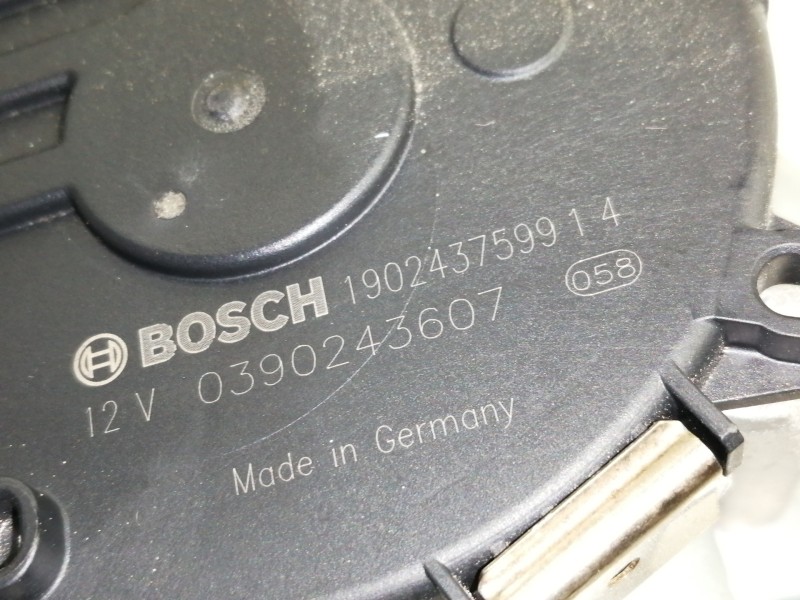 BOSCH 1902437599 1 4
12 V 0390243607 058
Made in Germany